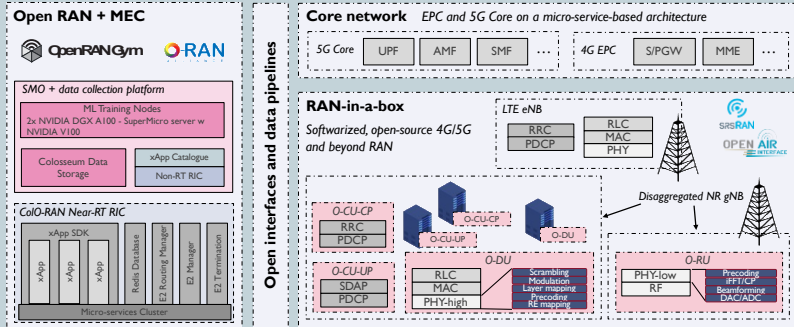 Open RAN + MEC
OpenRANGym
O-RAN
ALLIANCE
SMO + data collection platform
ML Training Nodes
2x NVIDIA DGX A100 - SuperMicro server w
NVIDIA V100
Colosseum Data
Storage
xApp Catalogue
Non-RT RIC
ColO-RAN Near-RT RIC
xApp SDK
xApp
xApp
xApp
Redis Database
E2 Routing Manager
E2 Manager
E2 Termination
Micro-services Cluster
Open interfaces and data pipelines
Core network
EPC and 5G Core on a micro-service-based architecture
5G Core
UPF
AMF
SMF
...
4G EPC
S/PGW
MME
...
RAN-in-a-box
Softwarized, open-source 4G/5G
and beyond RAN
LTE eNB
RRC
PDCP
RLC
MAC
PHY
SRSRAN
OPEN AIR
INTERFACE
Disaggregated NR gNB
O-CU-CP
RRC
PDCP
O-CU-UP
SDAP
PDCP
O-CU-CP
O-CU-UP
O-DU
O-DU
RLC
MAC
PHY-high
Scrambling
Modulation
Layer mapping
Precoding
RE mapping
O-RU
PHY-low
RF
Precoding
iFFT/CP
Beamforming
DAC/ADC